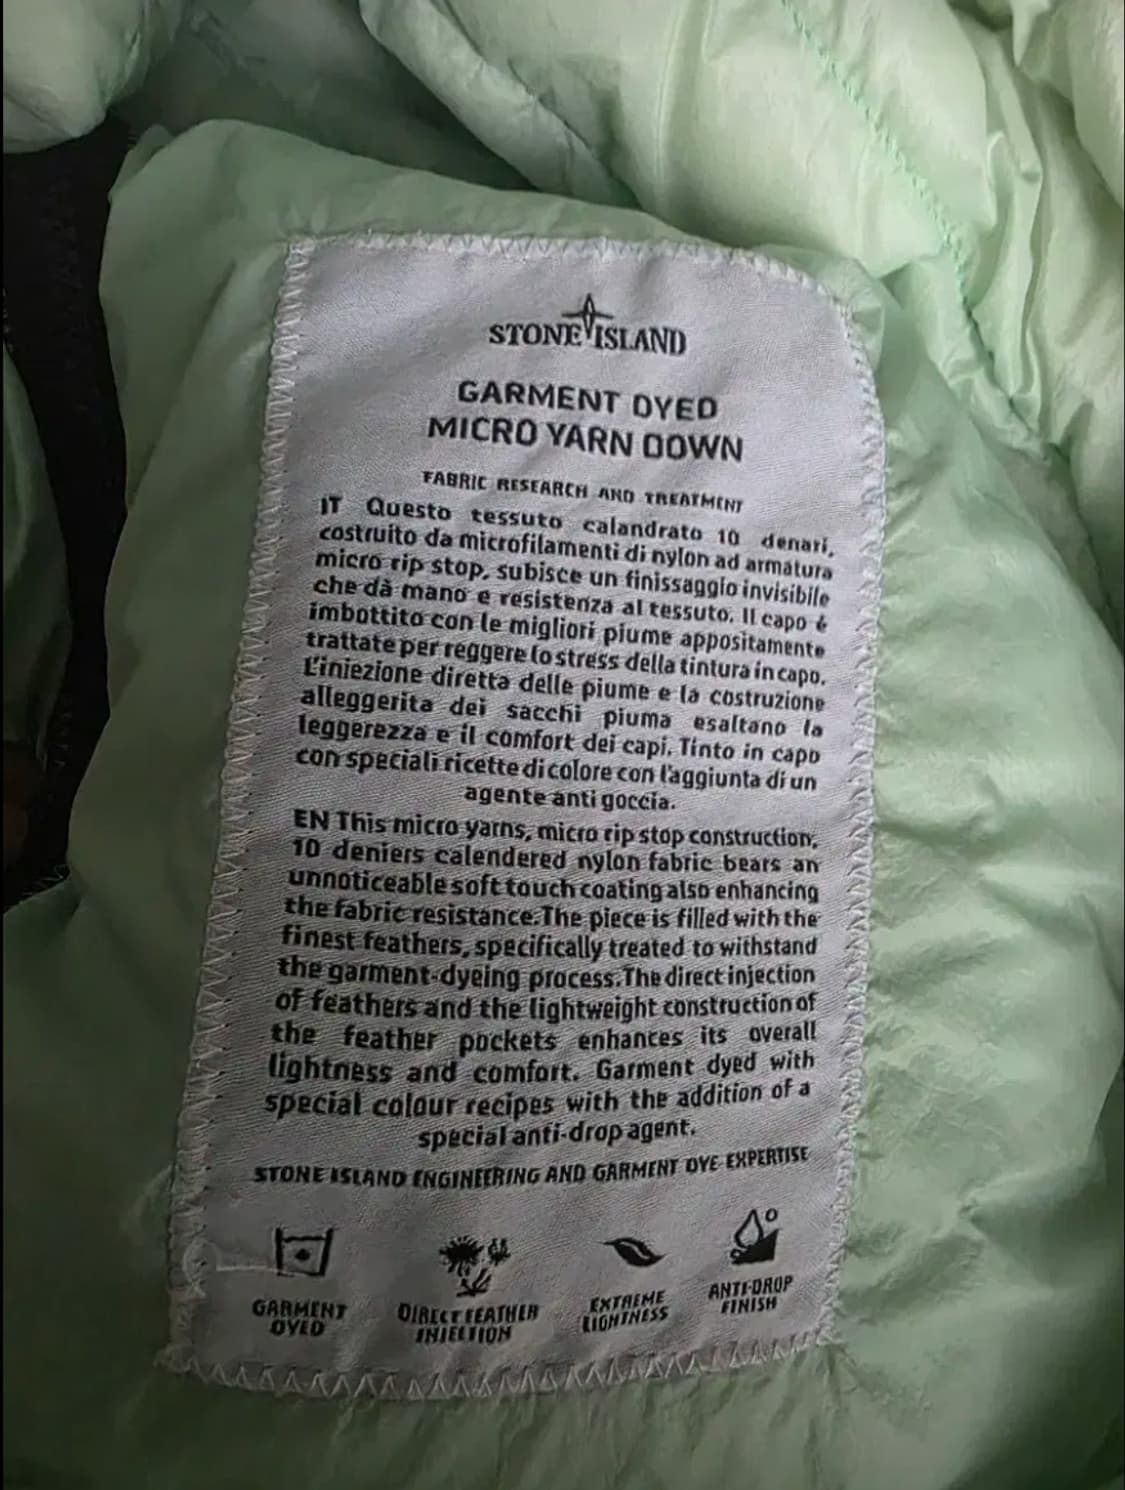 STONE ISLAND
GARMENT DYED
MICRO YARN DOWN
FABRIC RESEARCH AND TREATMENT
IT Questo tessuto calandrato 10 denari,
costruito da microfilamenti di nylon ad armatura
micro rip stop, subisce un finissaggio invisibile
che dà mano e resistenza al tessuto. Il capo è
imbottito con le migliori piume appositamente
trattate per reggere lo stress della tintura in capo.
L'iniezione diretta delle piume e la costruzione
alleggerita dei sacchi piuma esaltano la
leggerezza e il comfort dei capi. Tinto in capo
con speciali ricette di colore con l'aggiunta di un
agente anti goccia.
EN This micro yarns, micro rip stop construction,
10 deniers calendered nylon fabric bears an
unnoticeable soft touch coating also enhancing
the fabric resistance. The piece is filled with the
finest feathers, specifically treated to withstand
the garment-dyeing process. The direct injection
of feathers and the lightweight construction of
the feather pockets enhances its overall
lightness and comfort. Garment dyed with
special colour recipes with the addition of a
special anti-drop agent.
STONE ISLAND ENGINEERING AND GARMENT DYE EXPERTISE
GARMENT
DYED
DIRECT FEATHER
INJECTION
EXTREME
LIGHTNESS
ANTI-DROP
FINISH